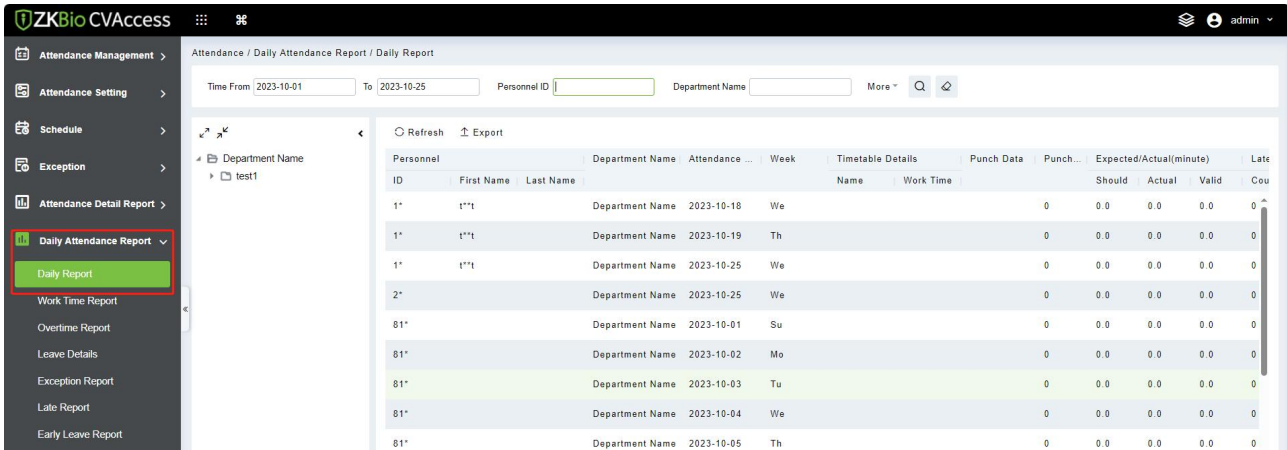 ZKBio CVAccess
admin
Attendance Management
Attendance Setting
Schedule
Exception
Attendance Detail Report
Daily Attendance Report
Daily Report
Work Time Report
Overtime Report
Leave Details
Exception Report
Late Report
Early Leave Report
Attendance / Daily Attendance Report / Daily Report
Time From 2023-10-01 To 2023-10-25 Personnel ID Department Name More
Department Name
test1
Refresh Export
Personnel Department Name Attendance ... Week Timetable Details Punch Data Punch... Expected/Actual(minute) Late
ID First Name Last Name Name Work Time Should Actual Valid Cou
1* t**t Department Name 2023-10-18 We 0 0.0 0.0 0.0 0
1* t**t Department Name 2023-10-19 Th 0 0.0 0.0 0.0 0
1* t**t Department Name 2023-10-25 We 0 0.0 0.0 0.0 0
2* Department Name 2023-10-25 We 0 0.0 0.0 0.0 0
81* Department Name 2023-10-01 Su 0 0.0 0.0 0.0 0
81* Department Name 2023-10-02 Mo 0 0.0 0.0 0.0 0
81* Department Name 2023-10-03 Tu 0 0.0 0.0 0.0 0
81* Department Name 2023-10-04 We 0 0.0 0.0 0.0 0
81* Department Name 2023-10-05 Th 0 0.0 0.0 0.0 0